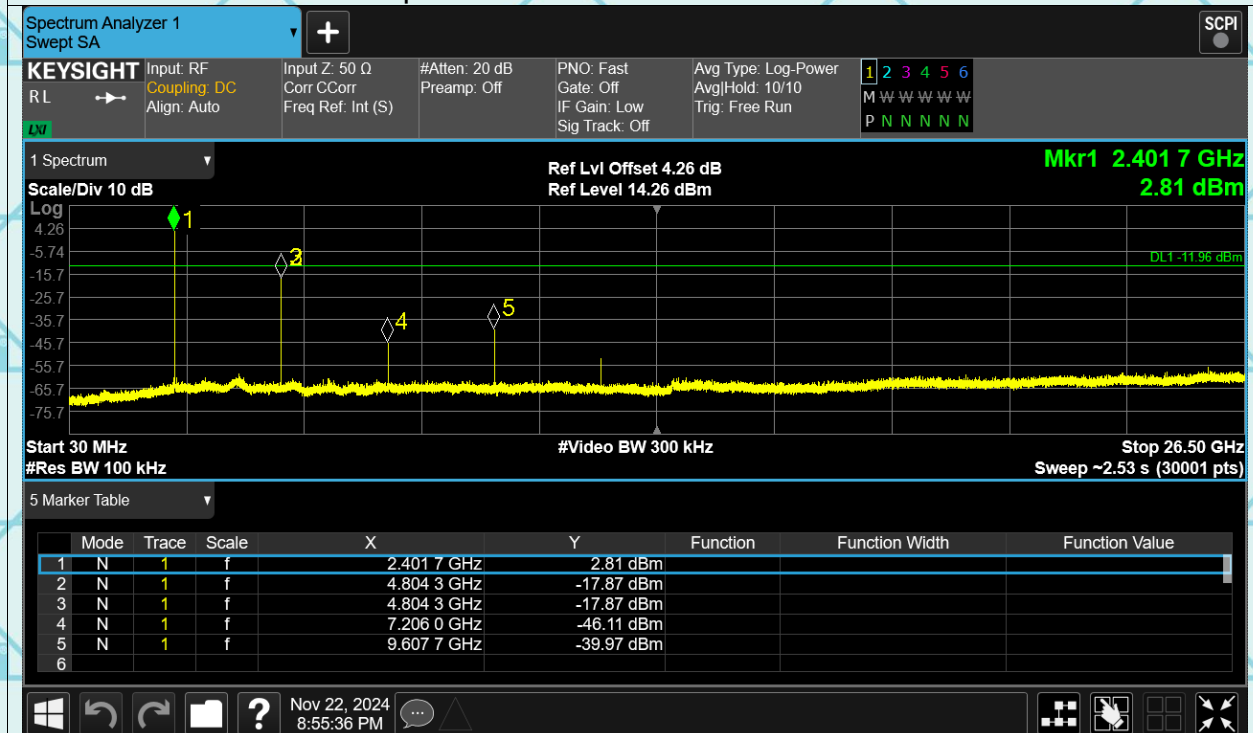 Spectrum Analyzer 1
Swept SA
+
SCPI
KEYSIGHT
RL
LXI
Input: RF
Coupling: DC
Align: Auto
Input Z: 50 Ω
Corr CCorr
Freq Ref: Int (S)
#Atten: 20 dB
Preamp: Off
PNO: Fast
Gate: Off
IF Gain: Low
Sig Track: Off
Avg Type: Log-Power
Avg|Hold: 10/10
Trig: Free Run
1 2 3 4 5 6
M W W W W W
P N N N N N N
1 Spectrum
Scale/Div 10 dB
Ref Lvl Offset 4.26 dB
Ref Level 14.26 dBm
Mkr1 2.401 7 GHz
2.81 dBm
Log
4.26
-5.74
-15.7
-25.7
-35.7
-45.7
-55.7
-65.7
-75.7
1
3
4
5
DL1 -11.96 dBm
Start 30 MHz
#Video BW 300 kHz
Stop 26.50 GHz
#Res BW 100 kHz
Sweep ~2.53 s (30001 pts)
5 Marker Table
Mode Trace Scale X Y Function Function Width Function Value
1 N 1 f 2.401 7 GHz 2.81 dBm
2 N 1 f 4.804 3 GHz -17.87 dBm
3 N 1 f 4.804 3 GHz -17.87 dBm
4 N 1 f 7.206 0 GHz -46.11 dBm
5 N 1 f 9.607 7 GHz -39.97 dBm
6
?
Nov 22, 2024
8:55:36 PM